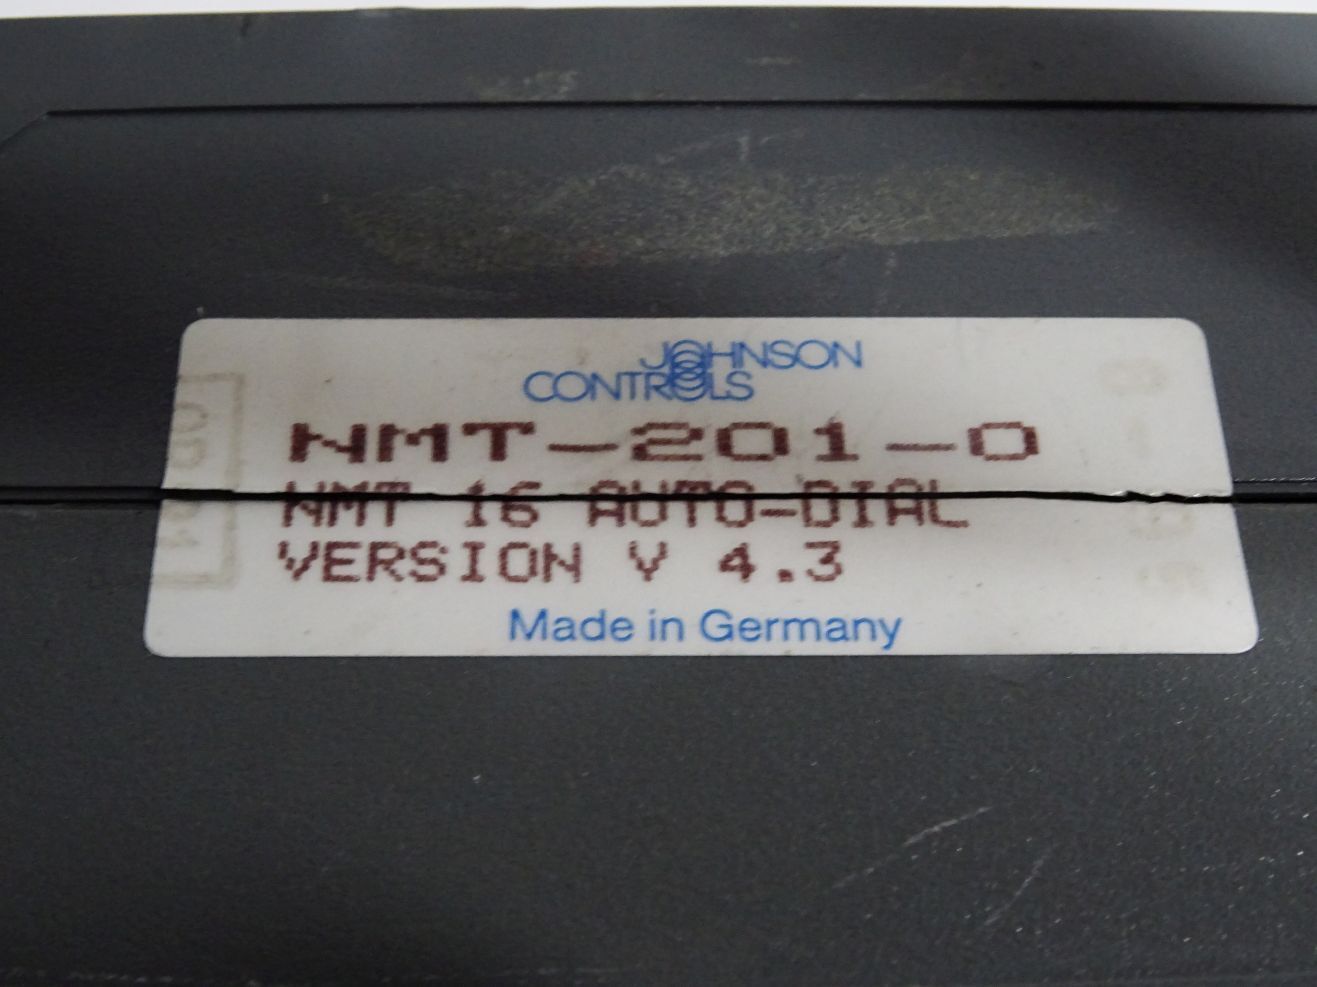 JOHNSON
CONTROLS
NMT-201-0
NMT 16 AUTO-DIAL
VERSION V 4.3
Made in Germany